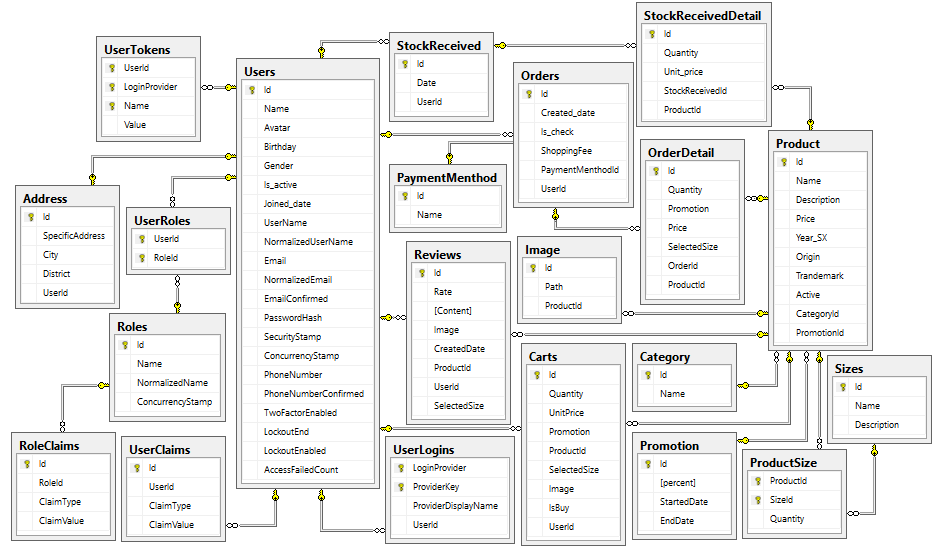 UserTokens
UserId
LoginProvider
Name
Value
Users
Id
Name
Avatar
Birthday
Gender
Is_active
Joined_date
UserName
NormalizedUserName
Email
NormalizedEmail
EmailConfirmed
PasswordHash
SecurityStamp
ConcurrencyStamp
PhoneNumber
PhoneNumberConfirmed
TwoFactorEnabled
LockoutEnd
LockoutEnabled
AccessFailedCount
StockReceived
Id
Date
UserId
StockReceivedDetail
Id
Quantity
Unit_price
StockReceivedId
ProductId
Orders
Id
Created_date
Is_check
ShoppingFee
PaymentMenthodId
UserId
PaymentMenthod
Id
Name
OrderDetail
Id
Quantity
Promotion
Price
SelectedSize
OrderId
ProductId
Product
Id
Name
Description
Price
Year_SX
Origin
Trandemark
Active
CategoryId
PromotionId
Address
Id
SpecificAddress
City
District
UserId
UserRoles
UserId
RoleId
Reviews
Id
Rate
[Content]
Image
CreatedDate
ProductId
UserId
SelectedSize
Image
Id
Path
ProductId
Roles
Id
Name
NormalizedName
ConcurrencyStamp
Carts
Id
Quantity
UnitPrice
Promotion
ProductId
SelectedSize
Image
IsBuy
UserId
Category
Id
Name
Sizes
Id
Name
Description
RoleClaims
Id
RoleId
ClaimType
ClaimValue
UserClaims
Id
UserId
ClaimType
ClaimValue
UserLogins
LoginProvider
ProviderKey
ProviderDisplayName
UserId
Promotion
Id
[percent]
StartedDate
EndDate
ProductSize
ProductId
SizeId
Quantity